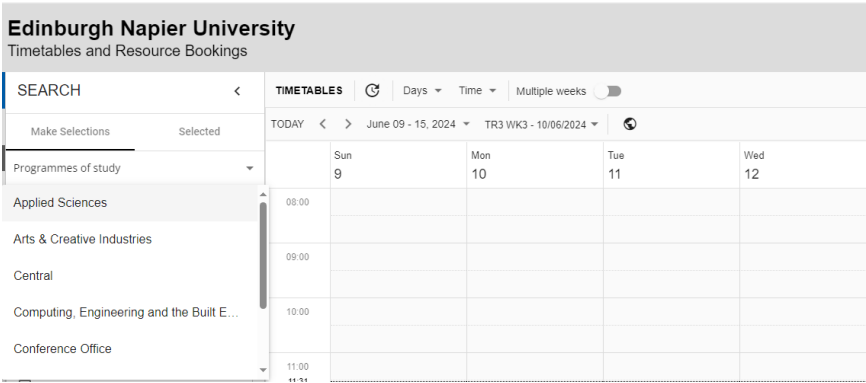 Edinburgh Napier University
Timetables and Resource Bookings
SEARCH
Make Selections Selected
Programmes of study
Applied Sciences
Arts & Creative Industries
Central
Computing, Engineering and the Built E...
Conference Office
TIMETABLES Days Time Multiple weeks
TODAY June 09 - 15, 2024 TR3 WK3 - 10/06/2024
Sun Mon Tue Wed
9 10 11 12
08:00
09:00
10:00
11:00
11:31